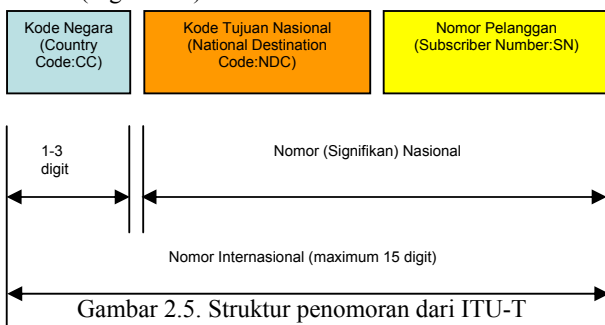 Kode Negara
(Country
Code:CC)
Kode Tujuan Nasional
(National Destination
Code:NDC)
Nomor Pelanggan
(Subscriber Number:SN)
1-3
digit
Nomor (Signifikan) Nasional
Nomor Internasional (maximum 15 digit)
Gambar 2.5. Struktur penomoran dari ITU-T